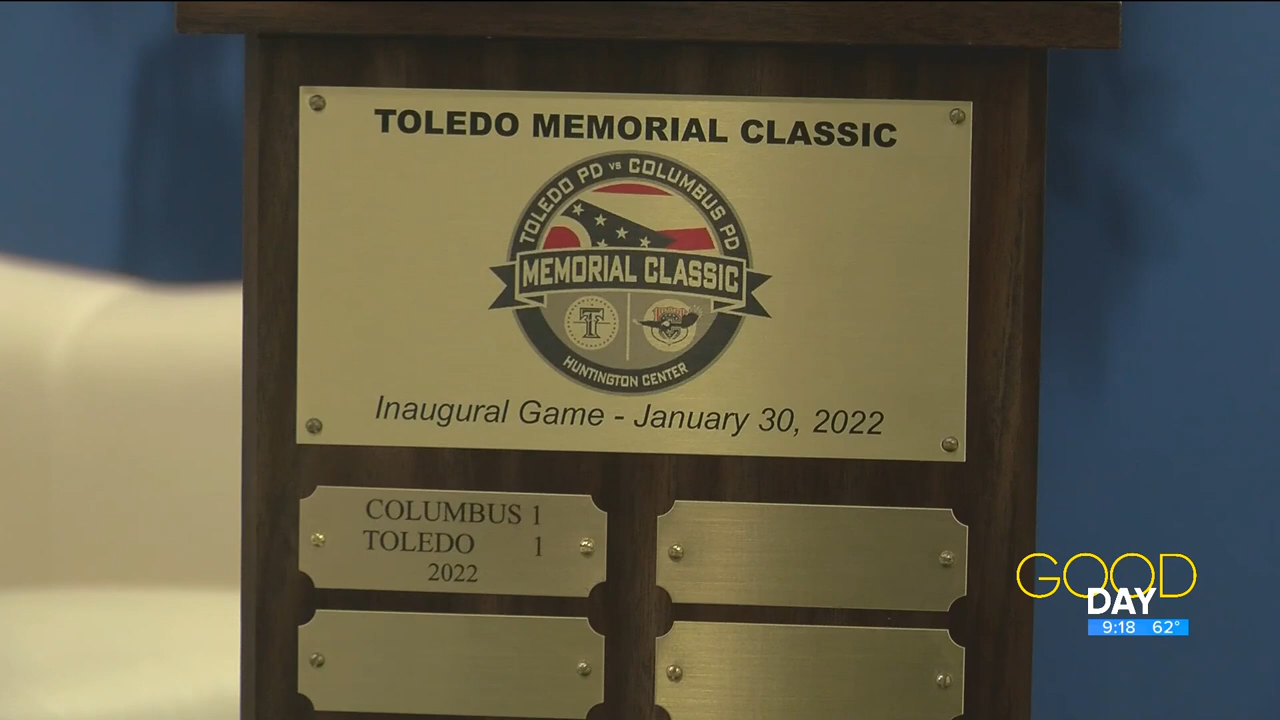 TOLEDO MEMORIAL CLASSIC
TOLEDO PD VS COLUMBUS PD
MEMORIAL CLASSIC
T
HUNTINGTON CENTER
Inaugural Game - January 30, 2022
COLUMBUS 1
TOLEDO 1
2022
GOOD
DAY
9:18 62°